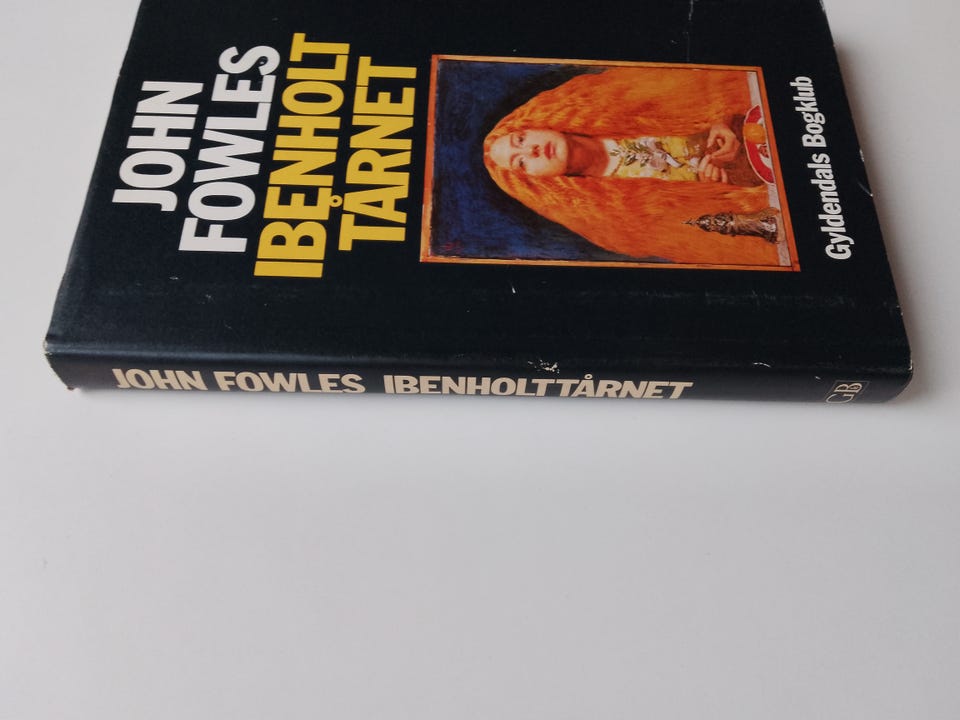 JOHN
FOWLES
IBENHOLT
TÅRNET
Gyldendals Bogklub
JOHN FOWLES IBENHOLTTÅRNET
GB